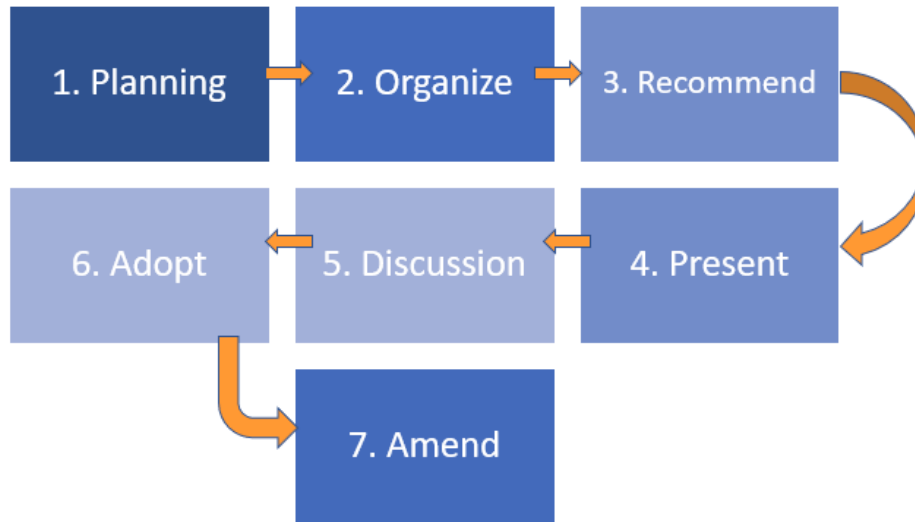 1. Planning
2. Organize
3. Recommend
4. Present
5. Discussion
6. Adopt
7. Amend